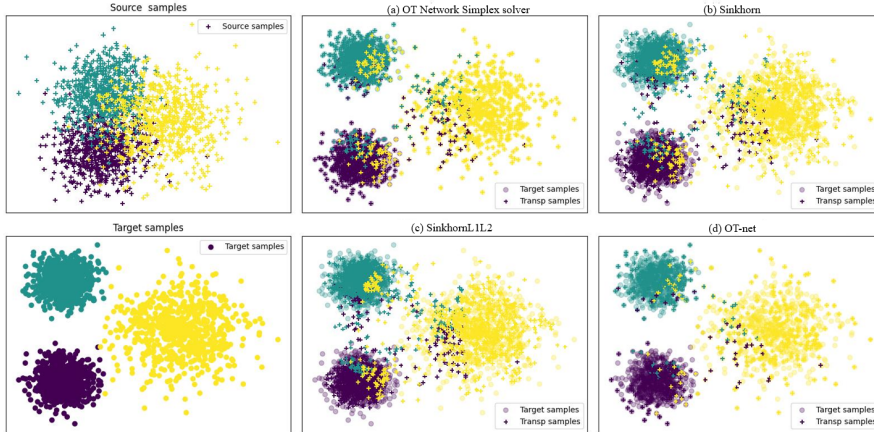 Source samples
Source samples
(a) OT Network Simplex solver
Target samples
Transp samples
(b) Sinkhorn
Target samples
Transp samples
Target samples
Target samples
(c) SinkhornL1L2
Target samples
Transp samples
(d) OT-net
Target samples
Transp samples